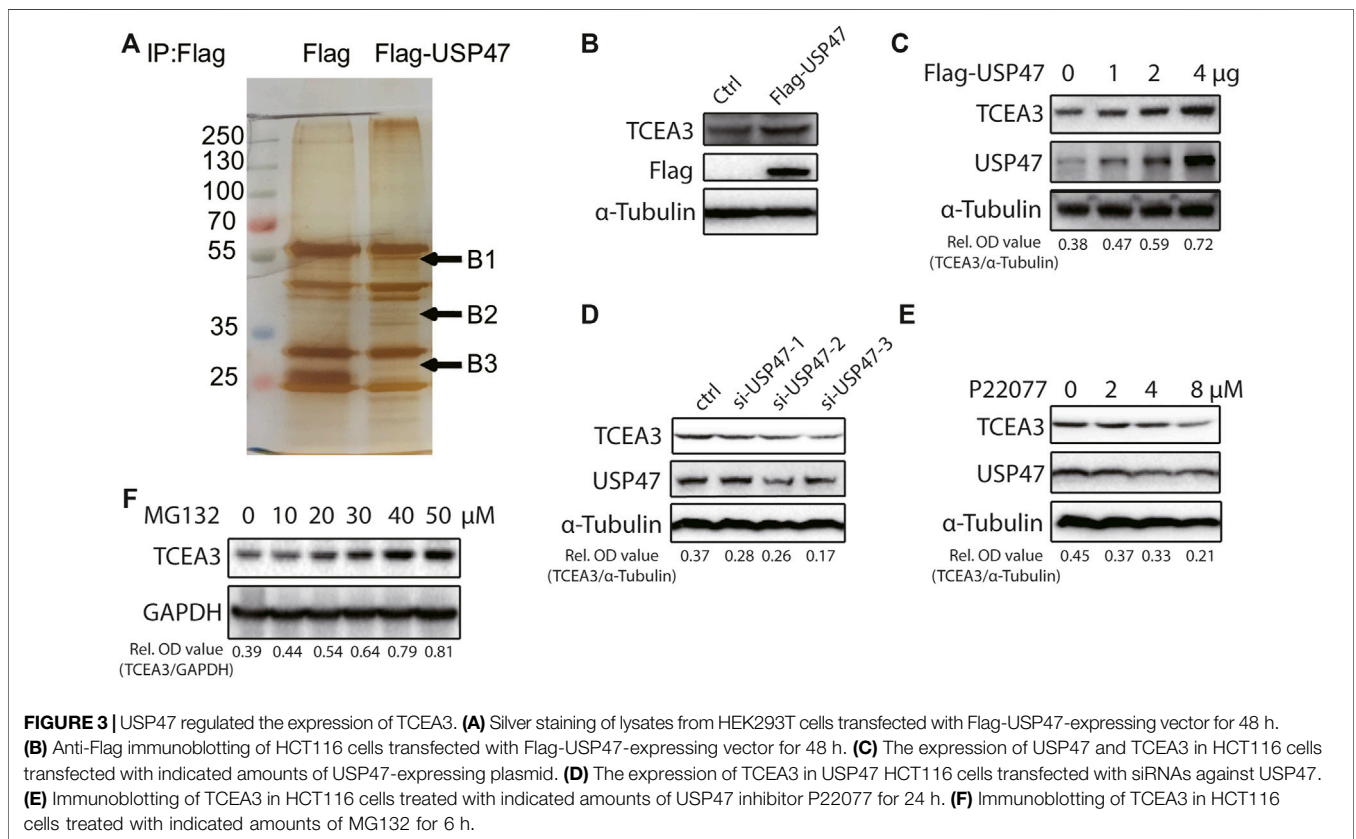 A IP:Flag Flag Flag-USP47
250
130
100
70
55
35
25
B1
B2
B3
B
Ctrl Flag-USP47
TCEA3
Flag
α-Tubulin
C
Flag-USP47 0 1 2 4 μg
TCEA3
USP47
α-Tubulin
Rel. OD value 0.38 0.47 0.59 0.72
(TCEA3/α-Tubulin)
D
ctrl si-USP47-1 si-USP47-2 si-USP47-3
TCEA3
USP47
α-Tubulin
Rel. OD value 0.37 0.28 0.26 0.17
(TCEA3/α-Tubulin)
E
P22077 0 2 4 8 μM
TCEA3
USP47
α-Tubulin
Rel. OD value 0.45 0.37 0.33 0.21
(TCEA3/α-Tubulin)
F
MG132 0 10 20 30 40 50 μM
TCEA3
GAPDH
Rel. OD value 0.39 0.44 0.54 0.64 0.79 0.81
(TCEA3/GAPDH)
FIGURE 3 | USP47 regulated the expression of TCEA3. (A) Silver staining of lysates from HEK293T cells transfected with Flag-USP47-expressing vector for 48 h.
(B) Anti-Flag immunoblotting of HCT116 cells transfected with Flag-USP47-expressing vector for 48 h. (C) The expression of USP47 and TCEA3 in HCT116 cells
transfected with indicated amounts of USP47-expressing plasmid. (D) The expression of TCEA3 in USP47 HCT116 cells transfected with siRNAs against USP47.
(E) Immunoblotting of TCEA3 in HCT116 cells treated with indicated amounts of USP47 inhibitor P22077 for 24 h. (F) Immunoblotting of TCEA3 in HCT116
cells treated with indicated amounts of MG132 for 6 h.